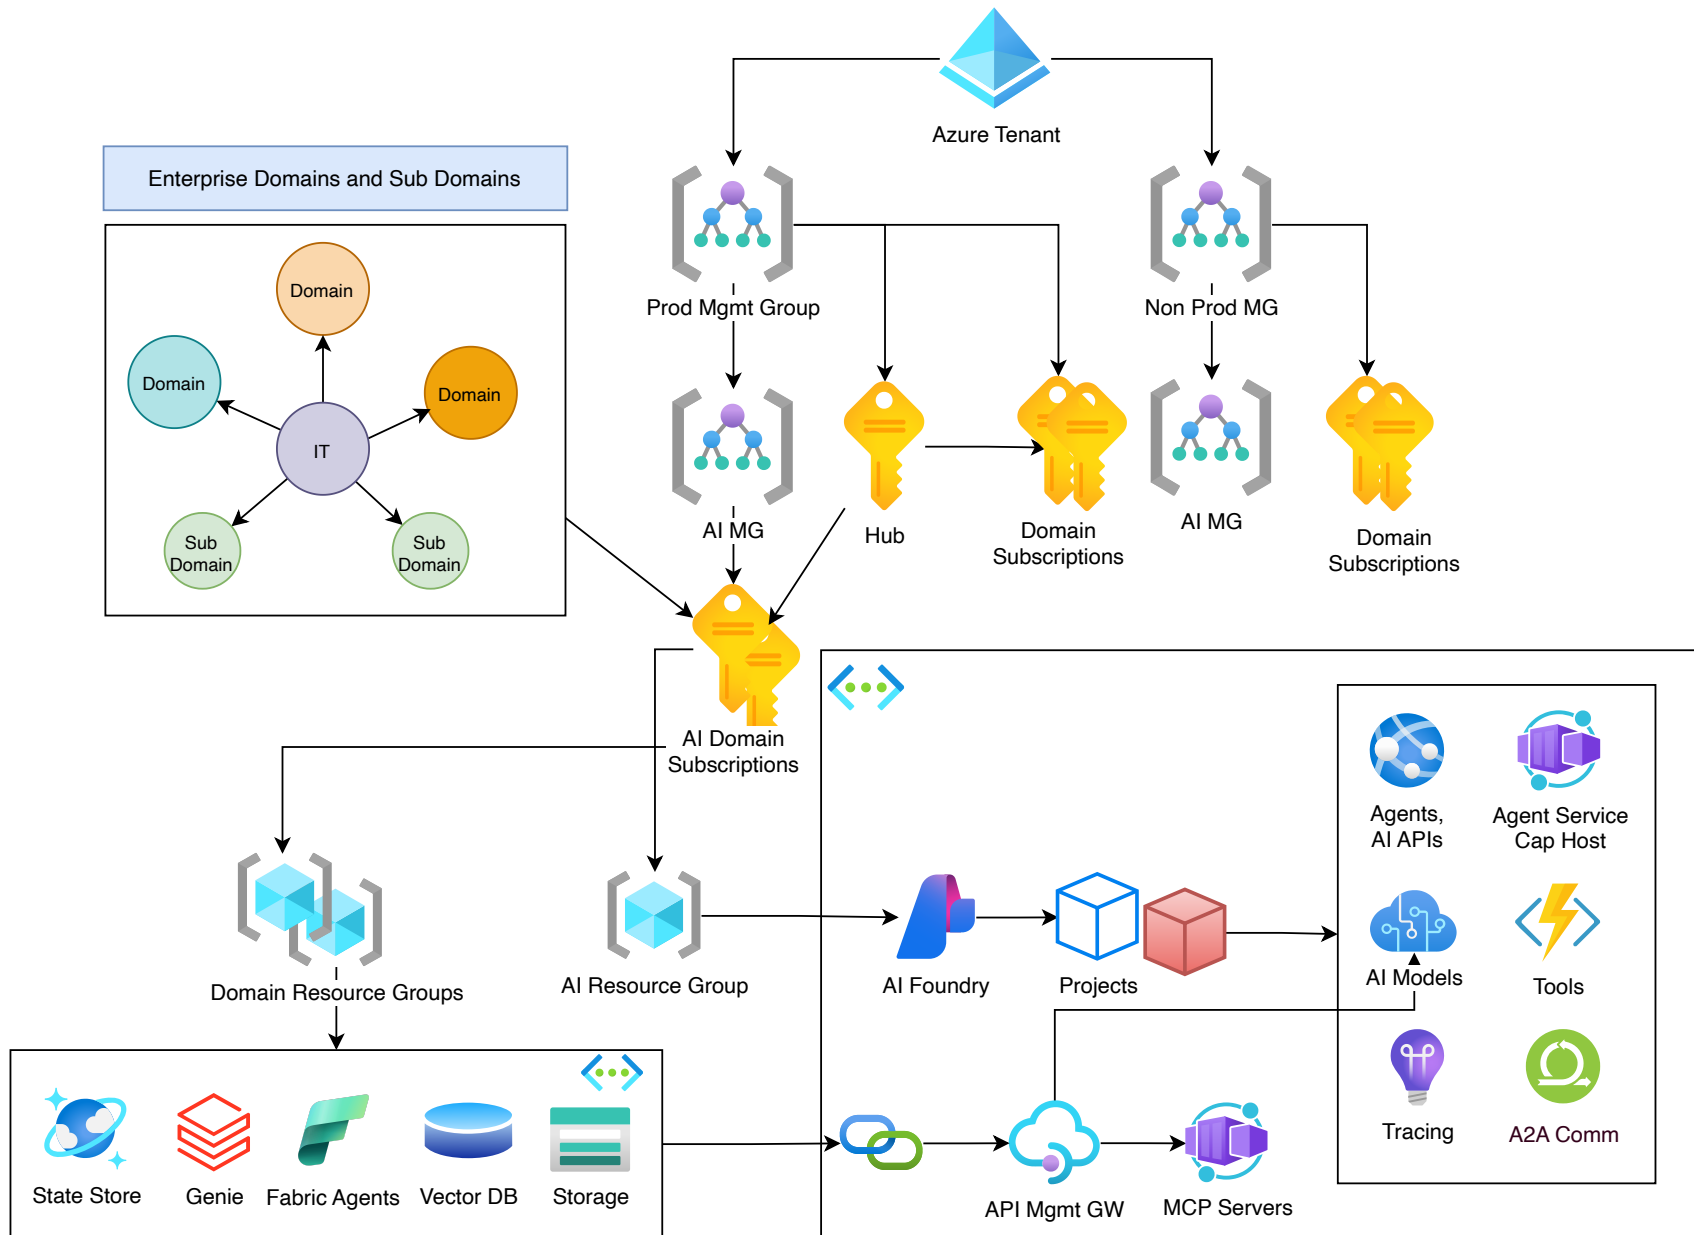 Azure Tenant
Enterprise Domains and Sub Domains
Domain
Domain
Domain
IT
Sub
Domain
Sub
Domain
Prod Mgmt Group
Non Prod MG
AI MG
Hub
Domain
Subscriptions
AI MG
Domain
Subscriptions
AI Domain
Subscriptions
Domain Resource Groups
AI Resource Group
AI Foundry
Projects
Agents,
AI APIs
Agent Service
Cap Host
AI Models
Tools
Tracing
A2A Comm
State Store
Genie
Fabric Agents
Vector DB
Storage
API Mgmt GW
MCP Servers